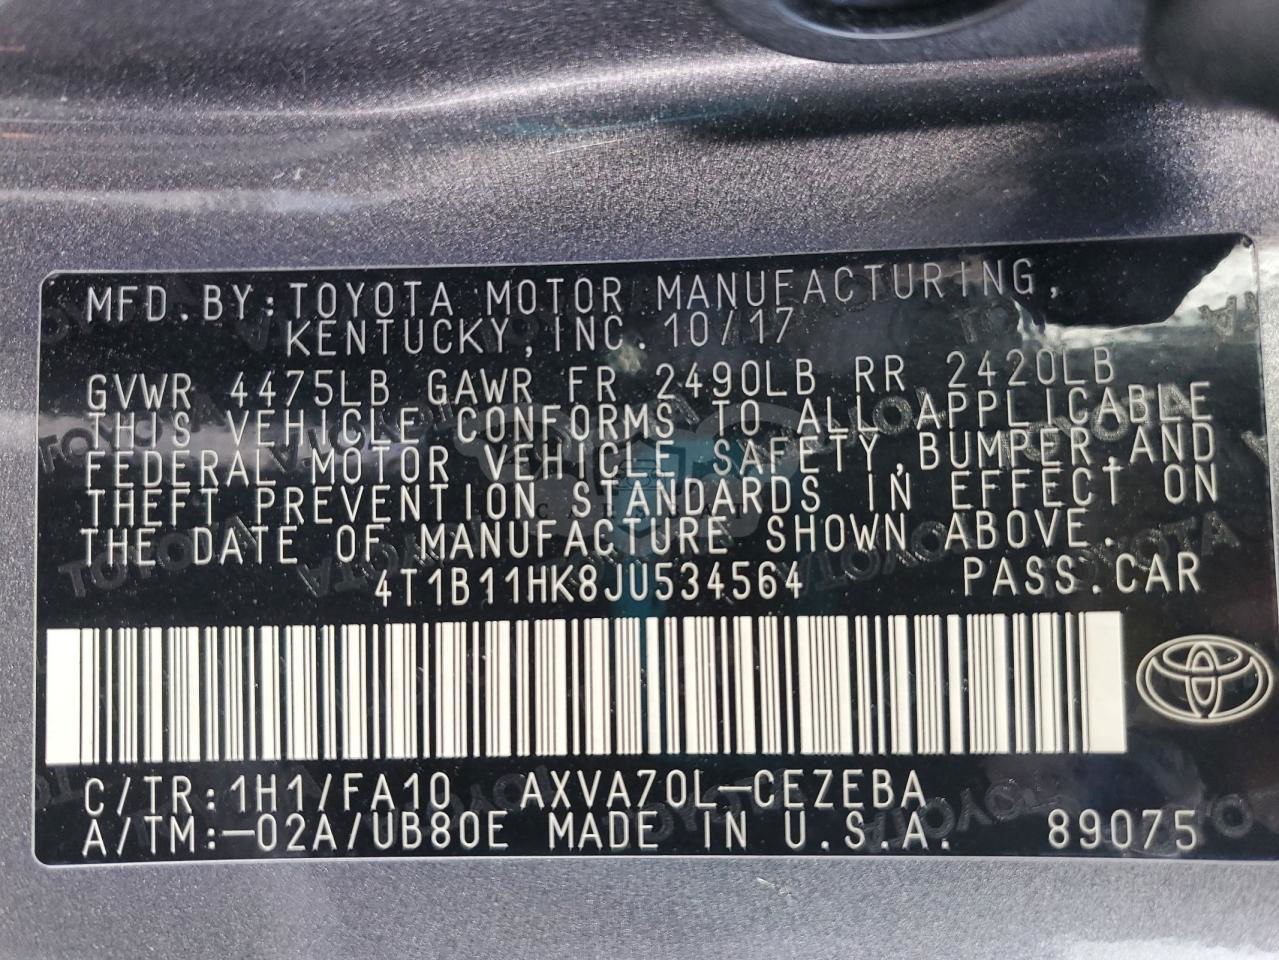 MFD. BY: TOYOTA MOTOR MANUFACTURING,
KENTUCKY, INC. 10/17
GVWR 4475LB GAWR FR 2490LB RR 2420LB
THIS VEHICLE CONFORMS TO ALL APPLICABLE
FEDERAL MOTOR VEHICLE SAFETY, BUMPER, AND
THEFT PREVENTION STANDARDS IN EFFECT ON
THE DATE OF MANUFACTURE SHOWN ABOVE.
4T1B11HK8JU534564 PASS. CAR
C/TR: 1H1/FA10 AXVA70L-CEZEBA
A/TM: -02A/UB80E MADE IN U.S.A. 89075